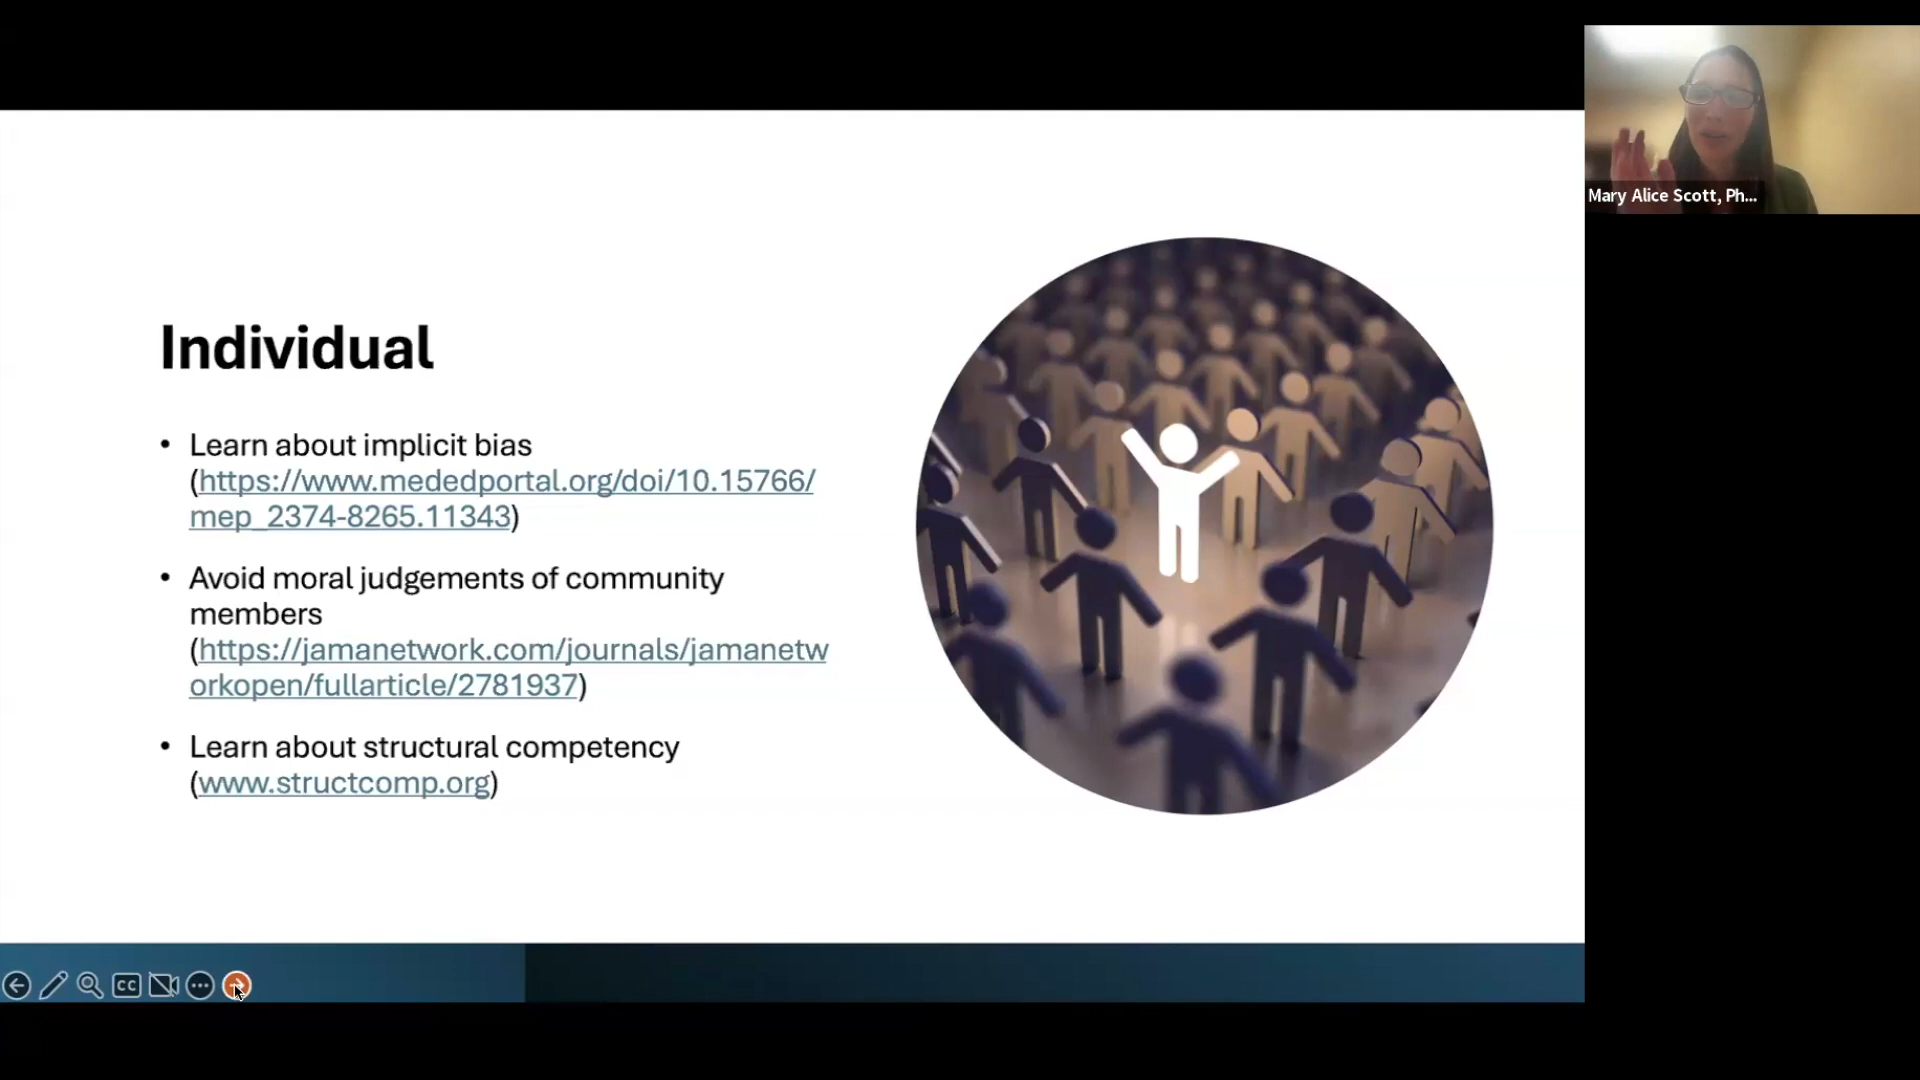 Mary Alice Scott, Ph...
Individual
• Learn about implicit bias
(https://www.mededportal.org/doi/10.15766/
mep_2374-8265.11343)
• Avoid moral judgements of community
members
(https://jamanetwork.com/journals/jamanetw
orkopen/fullarticle/2781937)
• Learn about structural competency
(www.structcomp.org)
CC